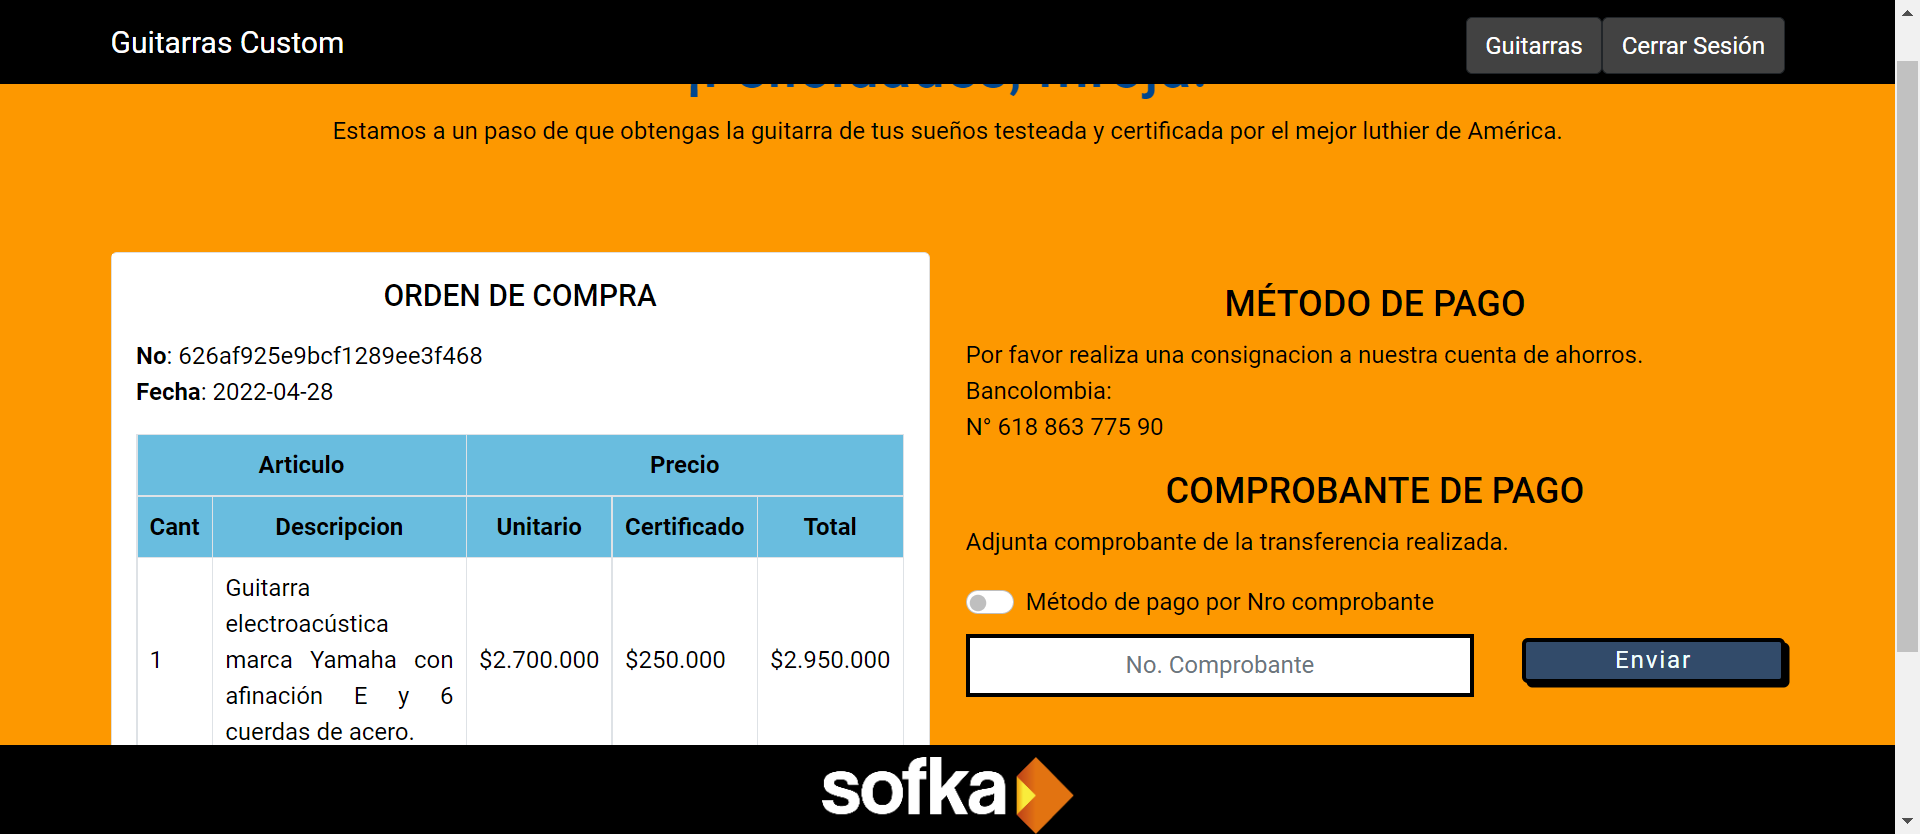 Guitarras Custom
Guitarras
Cerrar Sesión
Estamos a un paso de que obtengas la guitarra de tus sueños testeada y certificada por el mejor luthier de América.
ORDEN DE COMPRA
No: 626af925e9bcf1289ee3f468
Fecha: 2022-04-28
Articulo Precio
Cant Descripcion Unitario Certificado Total
Guitarra
electroacústica
1 marca Yamaha con $2.700.000 $250.000 $2.950.000
afinación E y 6
cuerdas de acero.
MÉTODO DE PAGO
Por favor realiza una consignacion a nuestra cuenta de ahorros.
Bancolombia:
N° 618 863 775 90
COMPROBANTE DE PAGO
Adjunta comprobante de la transferencia realizada.
Método de pago por Nro comprobante
No. Comprobante
Enviar
sofka